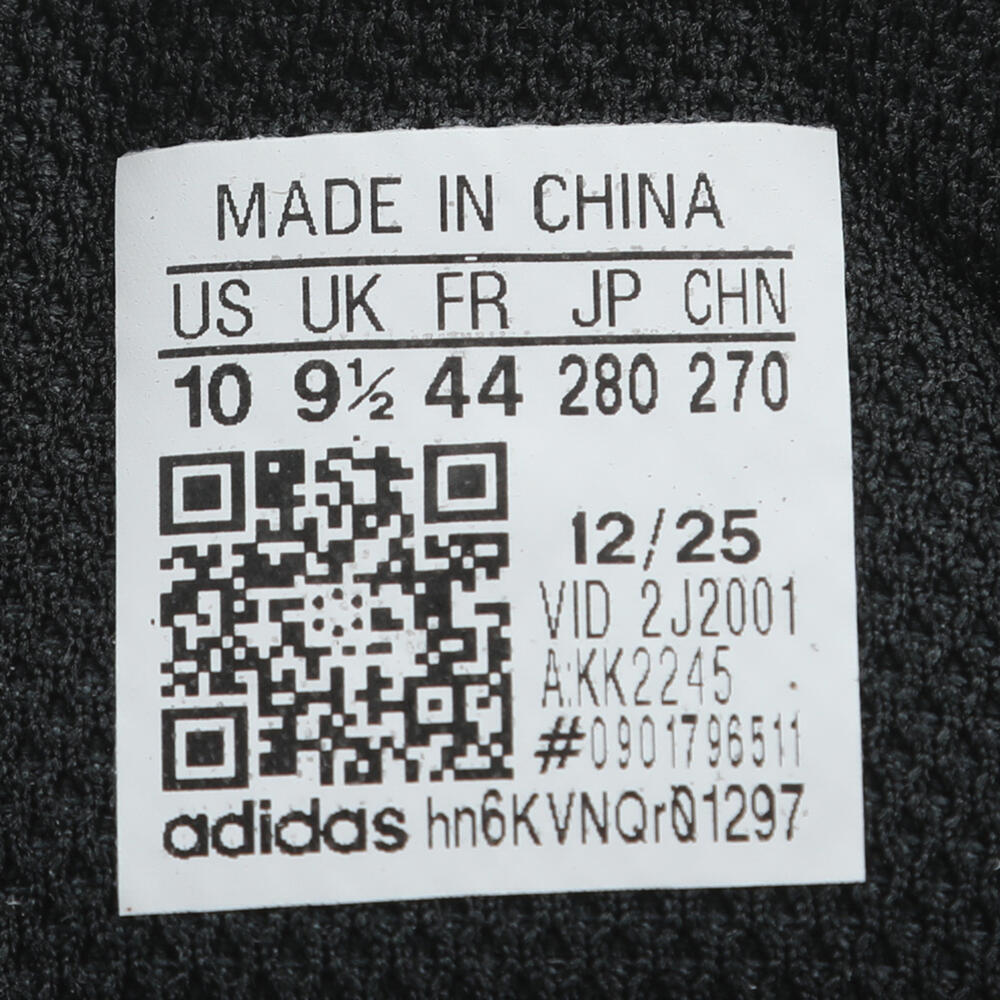 MADE IN CHINA
US UK FR JP CHN
10 9½ 44 280 270
12/25
VID 2J2001
A:KK2245
#0901796511
adidas hn6KVNQr01297